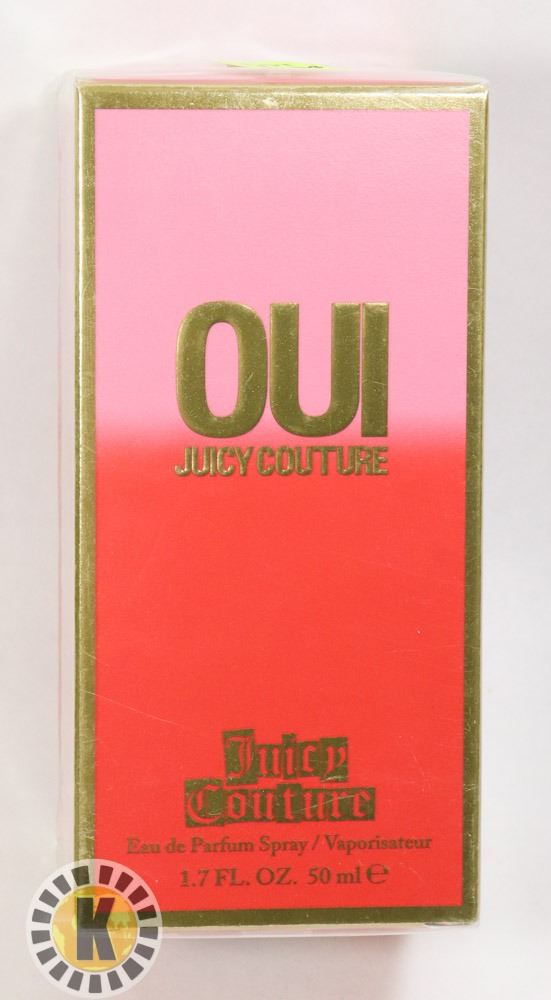 OUI
JUICY COUTURE
Juicy
Couture
Eau de Parfum Spray / Vaporisateur
1.7 FL. OZ. 50 ml ℮
K